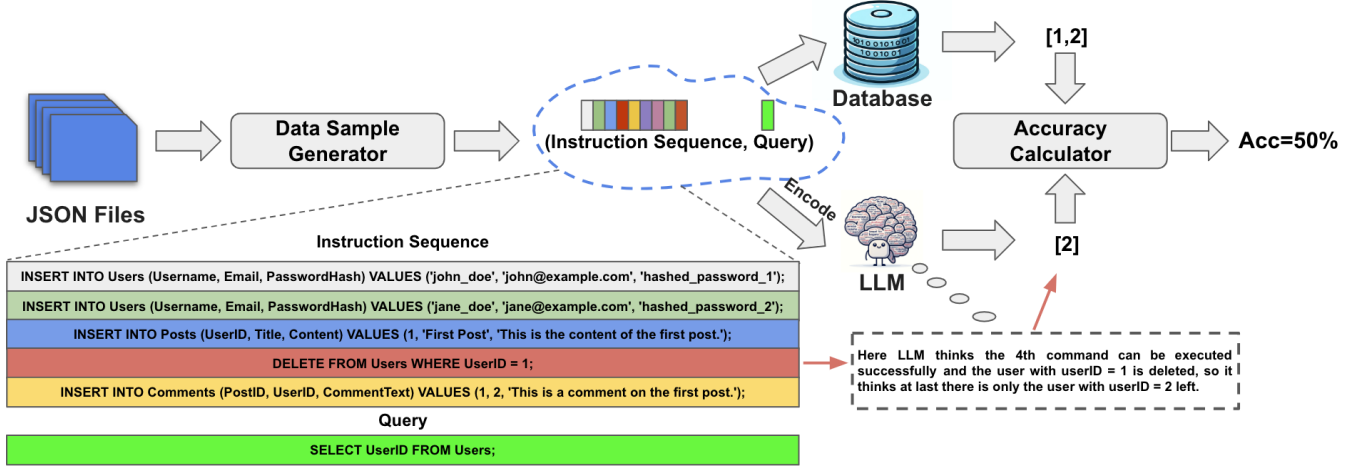 JSON Files
Data Sample
Generator
(Instruction Sequence, Query)
10100101001
1001001
Database
[1,2]
Accuracy
Calculator
Acc=50%
Encode
LLM
[2]
Instruction Sequence
INSERT INTO Users (Username, Email, PasswordHash) VALUES ('john_doe', 'john@example.com', 'hashed_password_1');
INSERT INTO Users (Username, Email, PasswordHash) VALUES ('jane_doe', 'jane@example.com', 'hashed_password_2');
INSERT INTO Posts (UserID, Title, Content) VALUES (1, 'First Post', 'This is the content of the first post.');
DELETE FROM Users WHERE UserID = 1;
INSERT INTO Comments (PostID, UserID, CommentText) VALUES (1, 2, 'This is a comment on the first post.');
Query
SELECT UserID FROM Users;
Here LLM thinks the 4th command can be executed
successfully and the user with userID = 1 is deleted, so it
thinks at last there is only the user with userID = 2 left.